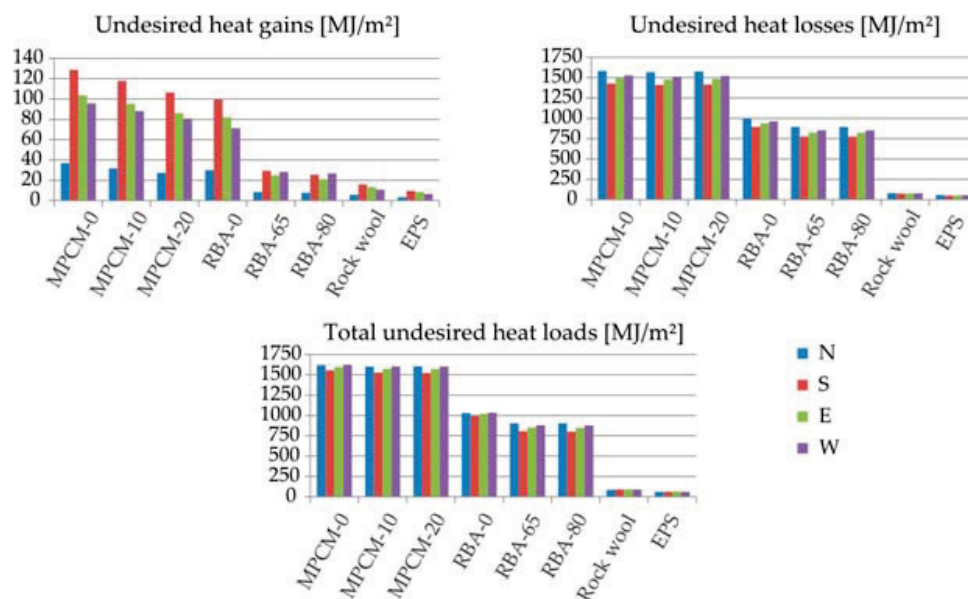 Undesired heat gains [MJ/m²]
140
120
100
80
60
40
20
0
MPCM-0
MPCM-10
MPCM-20
RBA-0
RBA-65
RBA-80
Rock wool
EPS
Undesired heat losses [MJ/m²]
1750
1500
1250
1000
750
500
250
0
MPCM-0
MPCM-10
MPCM-20
RBA-0
RBA-65
RBA-80
Rock wool
EPS
Total undesired heat loads [MJ/m²]
1750
1500
1250
1000
750
500
250
0
MPCM-0
MPCM-10
MPCM-20
RBA-0
RBA-65
RBA-80
Rock wool
EPS
N
S
E
W